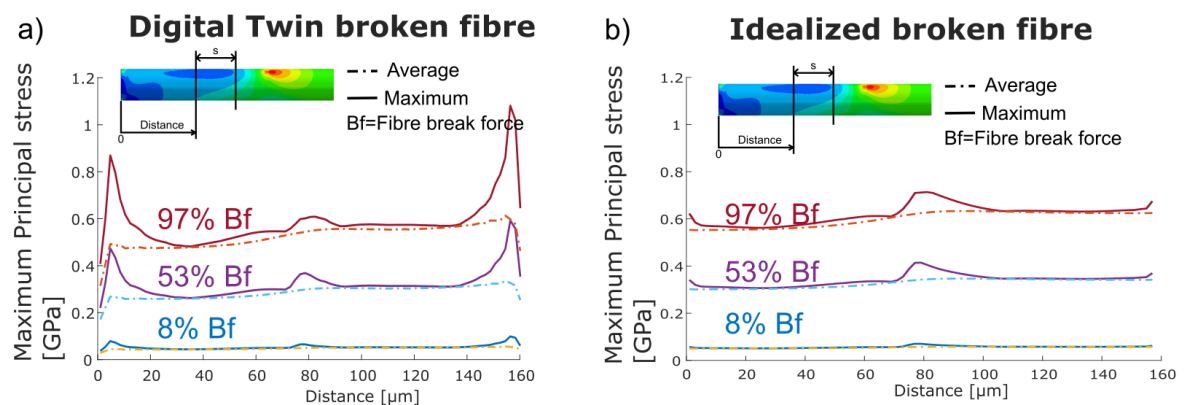 a)
Digital Twin broken fibre
s
Distance
0
Average
Maximum
Bf=Fibre break force
97% Bf
53% Bf
8% Bf
Maximum Principal stress
[GPa]
1.2
1
0.8
0.6
0.4
0.2
0
0
20
40
60
80
100
120
140
160
Distance [µm]
b)
Idealized broken fibre
s
Distance
0
Average
Maximum
Bf=Fibre break force
97% Bf
53% Bf
8% Bf
Maximum Principal stress
[GPa]
1.2
1
0.8
0.6
0.4
0.2
0
0
20
40
60
80
100
120
140
160
Distance [µm]